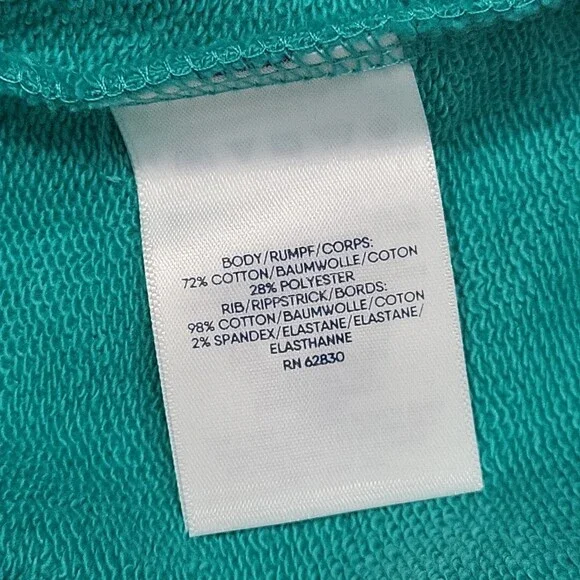 BODY/RUMPF/CORPS:
72% COTTON/BAUMWOLLE/COTON
28% POLYESTER
RIB/RIPPSTRICK/BORDS:
98% COTTON/BAUMWOLLE/COTON
2% SPANDEX/ELASTANE/ELASTANE/
ELASTHANNE
RN 62830